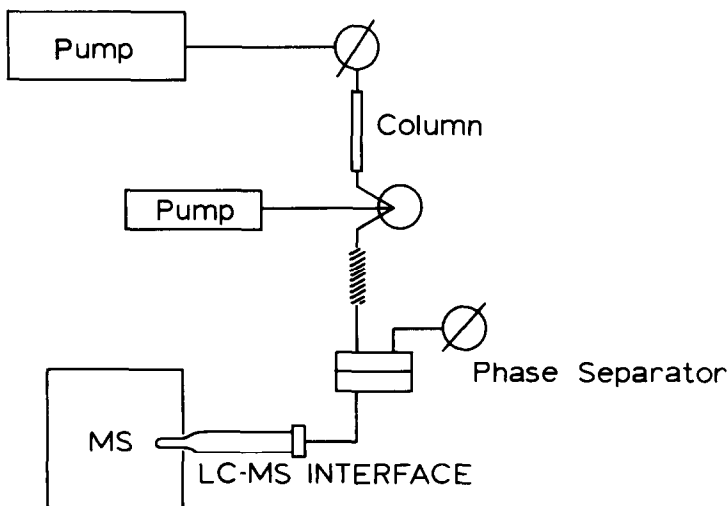 Pump
Column
Pump
Phase Separator
MS
LC-MS INTERFACE